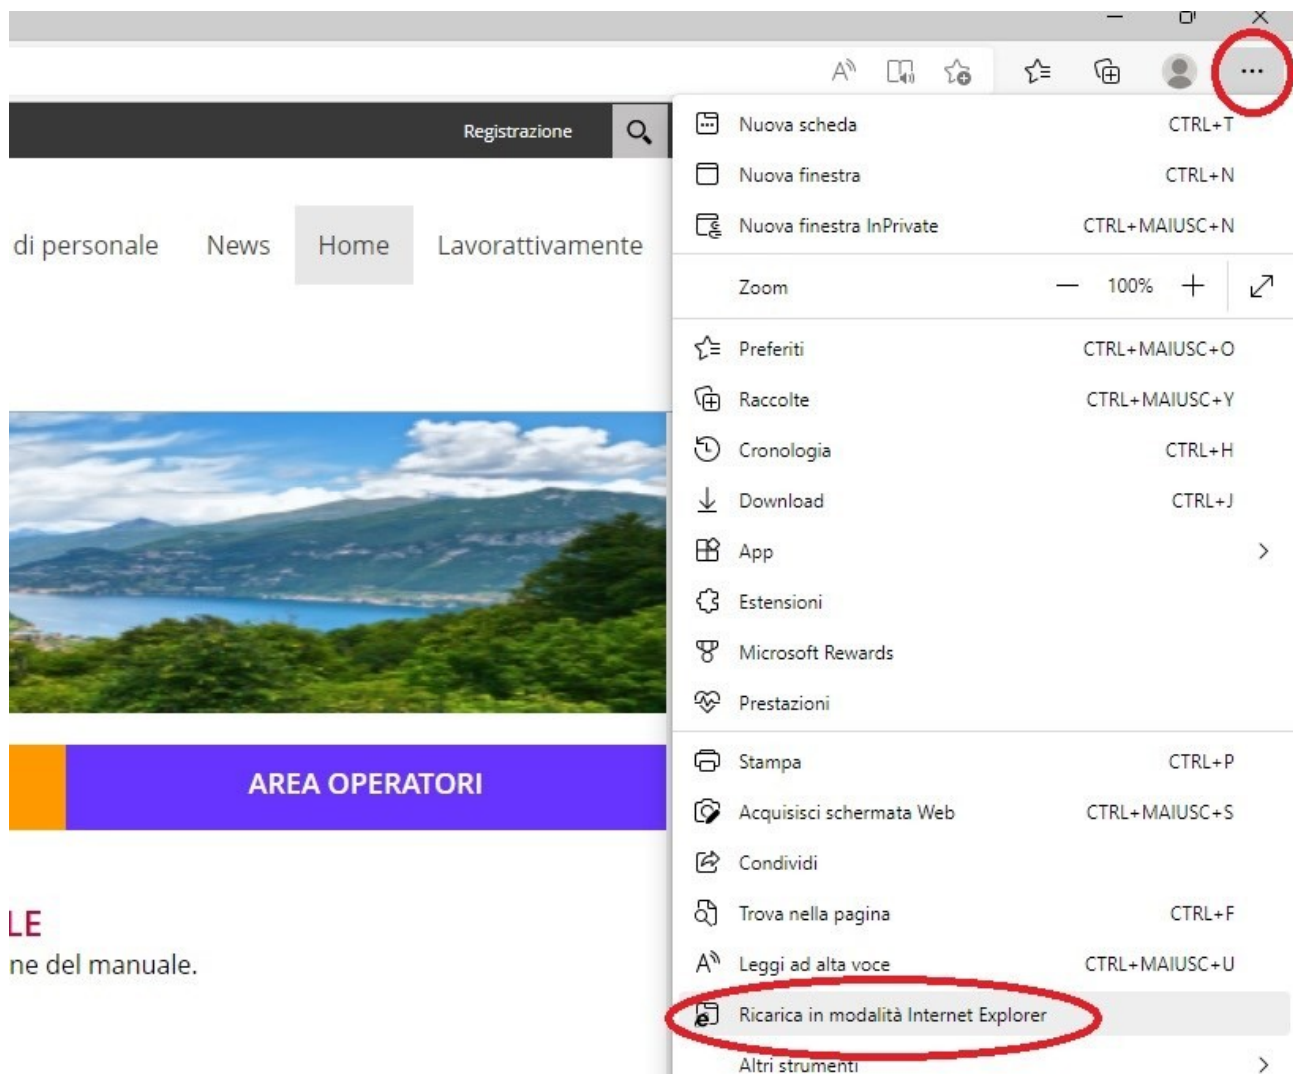 Registrazione
di personale News Home Lavorattivamente
AREA OPERATORI
LE
ne del manuale.
Nuova scheda CTRL+T
Nuova finestra CTRL+N
Nuova finestra InPrivate CTRL+MAIUSC+N
Zoom — 100% +
Preferiti CTRL+MAIUSC+O
Raccolte CTRL+MAIUSC+Y
Cronologia CTRL+H
Download CTRL+J
App
Estensioni
Microsoft Rewards
Prestazioni
Stampa CTRL+P
Acquisisci schermata Web CTRL+MAIUSC+S
Condividi
Trova nella pagina CTRL+F
Leggi ad alta voce CTRL+MAIUSC+U
Ricarica in modalità Internet Explorer
Altri strumenti